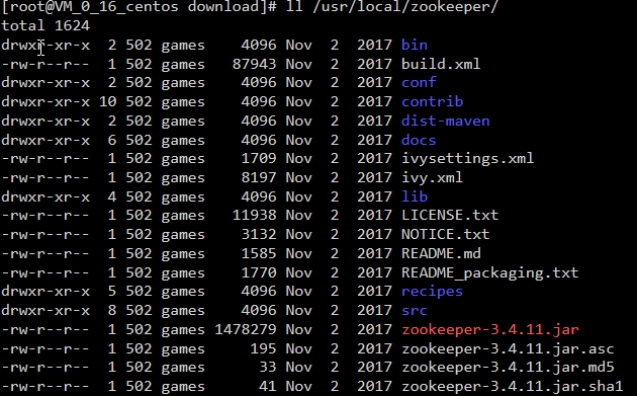 [root@VM_0_16_centos download]# ll /usr/local/zookeeper/
total 1624
drwxr-xr-x  2 502 games    4096 Nov  2  2017 bin
-rw-r--r--  1 502 games   87943 Nov  2  2017 build.xml
drwxr-xr-x  2 502 games    4096 Nov  2  2017 conf
drwxr-xr-x 10 502 games    4096 Nov  2  2017 contrib
drwxr-xr-x  2 502 games    4096 Nov  2  2017 dist-maven
drwxr-xr-x  6 502 games    4096 Nov  2  2017 docs
-rw-r--r--  1 502 games    1709 Nov  2  2017 ivysettings.xml
-rw-r--r--  1 502 games    8197 Nov  2  2017 ivy.xml
drwxr-xr-x  4 502 games    4096 Nov  2  2017 lib
-rw-r--r--  1 502 games   11938 Nov  2  2017 LICENSE.txt
-rw-r--r--  1 502 games    3132 Nov  2  2017 NOTICE.txt
-rw-r--r--  1 502 games    1585 Nov  2  2017 README.md
-rw-r--r--  1 502 games    1770 Nov  2  2017 README_packaging.txt
drwxr-xr-x  5 502 games    4096 Nov  2  2017 recipes
drwxr-xr-x  8 502 games    4096 Nov  2  2017 src
-rw-r--r--  1 502 games 1478279 Nov  2  2017 zookeeper-3.4.11.jar
-rw-r--r--  1 502 games     195 Nov  2  2017 zookeeper-3.4.11.jar.asc
-rw-r--r--  1 502 games      33 Nov  2  2017 zookeeper-3.4.11.jar.md5
-rw-r--r--  1 502 games      41 Nov  2  2017 zookeeper-3.4.11.jar.sha1